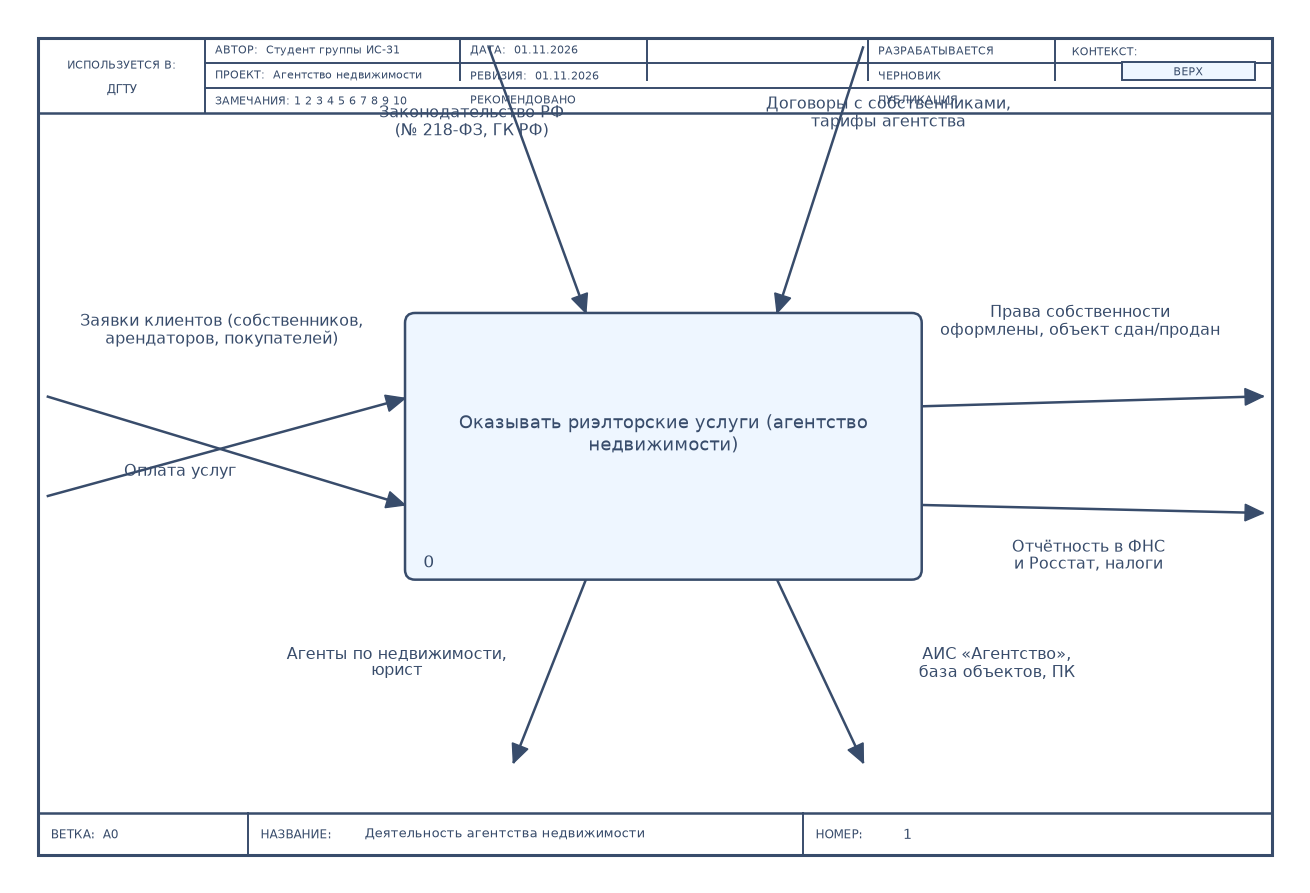 ИСПОЛЬЗУЕТСЯ В:
ДГТУ
АВТОР: Студент группы ИС-31
ДАТА: 01.11.2026
РАЗРАБАТЫВАЕТСЯ
КОНТЕКСТ:
ПРОЕКТ: Агентство недвижимости
РЕВИЗИЯ: 01.11.2026
ЧЕРНОВИК
ВЕРХ
ЗАМЕЧАНИЯ: 1 2 3 4 5 6 7 8 9 10
РЕКОМЕНДОВАНО
ПУБЛИКАЦИЯ
Законодательство РФ
(№ 218-ФЗ, ГК РФ)
Договоры с собственниками,
тарифы агентства
Заявки клиентов (собственников,
арендаторов, покупателей)
Права собственности
оформлены, объект сдан/продан
Оказывать риэлторские услуги (агентство
недвижимости)
Оплата услуг
0
Отчётность в ФНС
и Росстат, налоги
Агенты по недвижимости,
юрист
АИС «Агентство»,
база объектов, ПК
ВЕТКА: А0
НАЗВАНИЕ: Деятельность агентства недвижимости
НОМЕР: 1